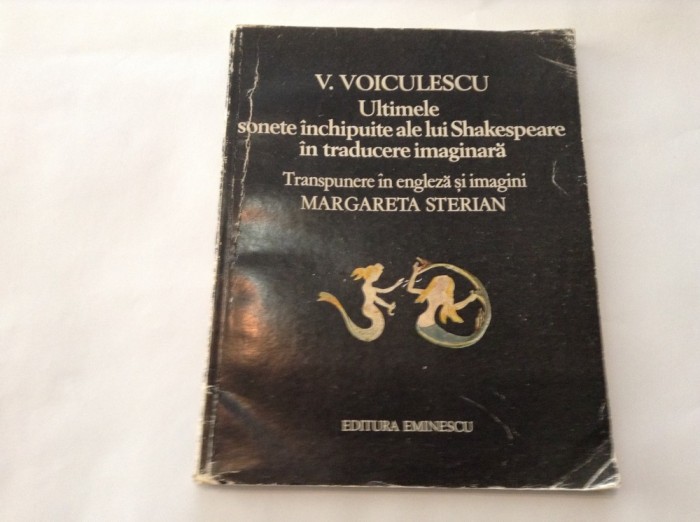 V. VOICULESCU
Ultimele
sonete închipuite ale lui Shakespeare
în traducere imaginară
Transpunere în engleză și imagini
MARGARETA STERIAN
EDITURA EMINESCU